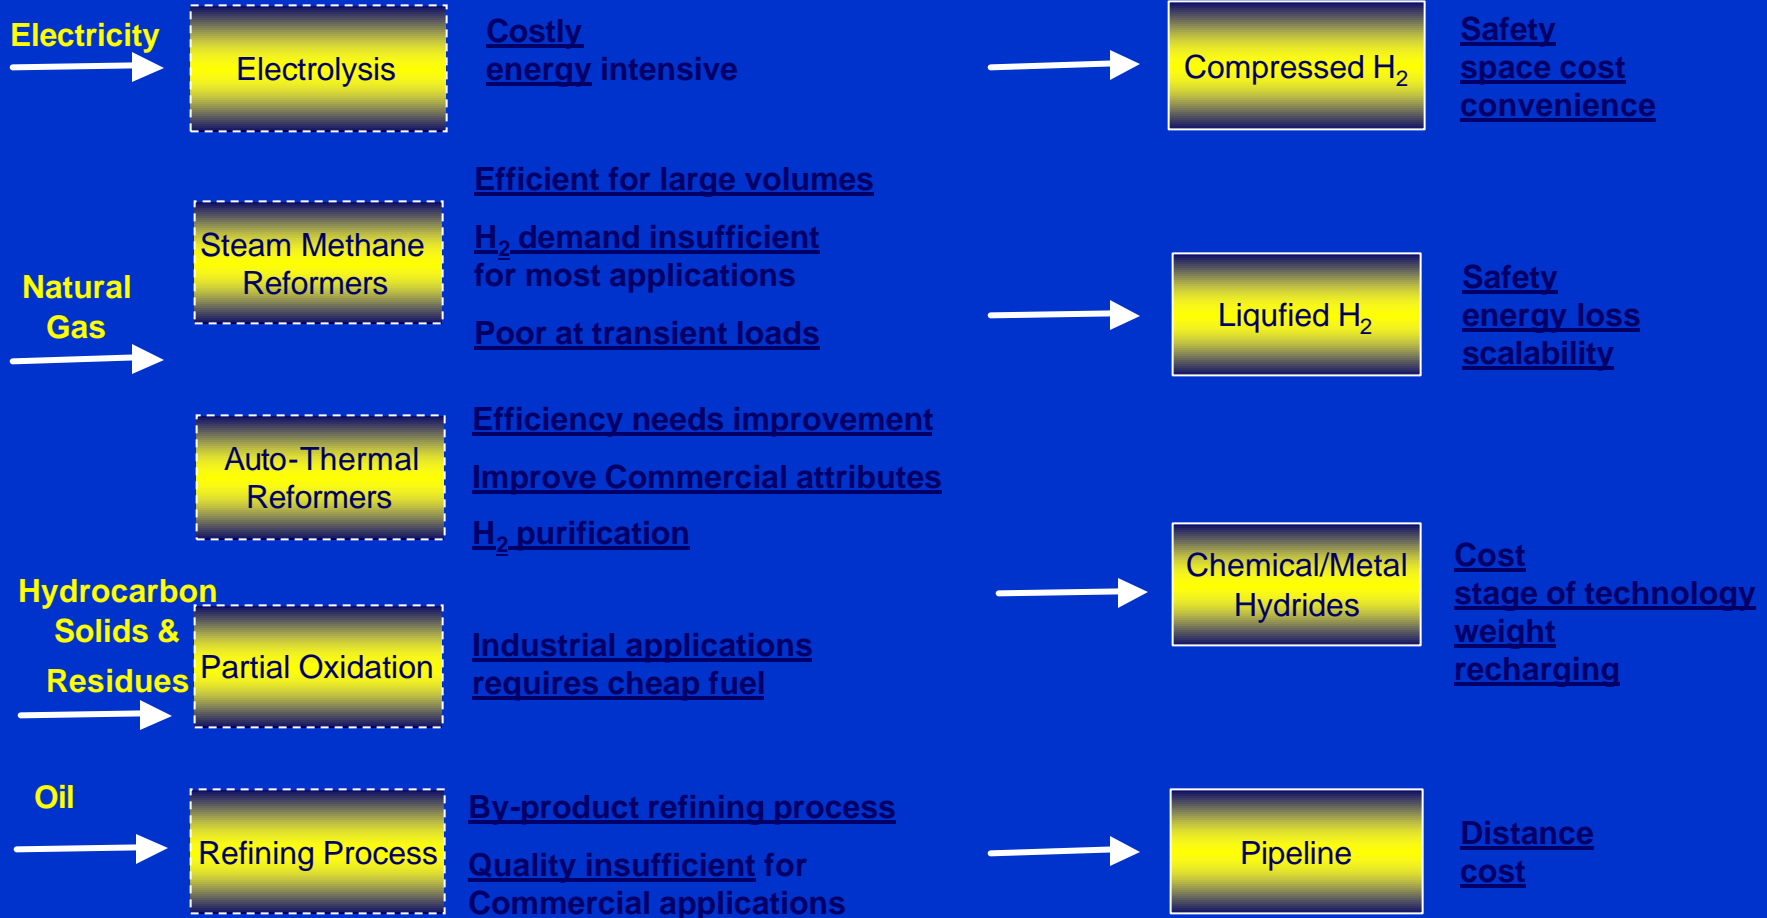 Electricity
Electrolysis
Costly
energy intensive
Compressed H₂
Safety
space cost
convenience
Natural
Gas
Steam Methane
Reformers
Efficient for large volumes
H₂ demand insufficient
for most applications
Poor at transient loads
Liqufied H₂
Safety
energy loss
scalability
Auto-Thermal
Reformers
Efficiency needs improvement
Improve Commercial attributes
H₂ purification
Chemical/Metal
Hydrides
Cost
stage of technology
weight
recharging
Hydrocarbon
Solids &
Residues
Partial Oxidation
Industrial applications
requires cheap fuel
Oil
Refining Process
By-product refining process
Quality insufficient for
Commercial applications
Pipeline
Distance
cost